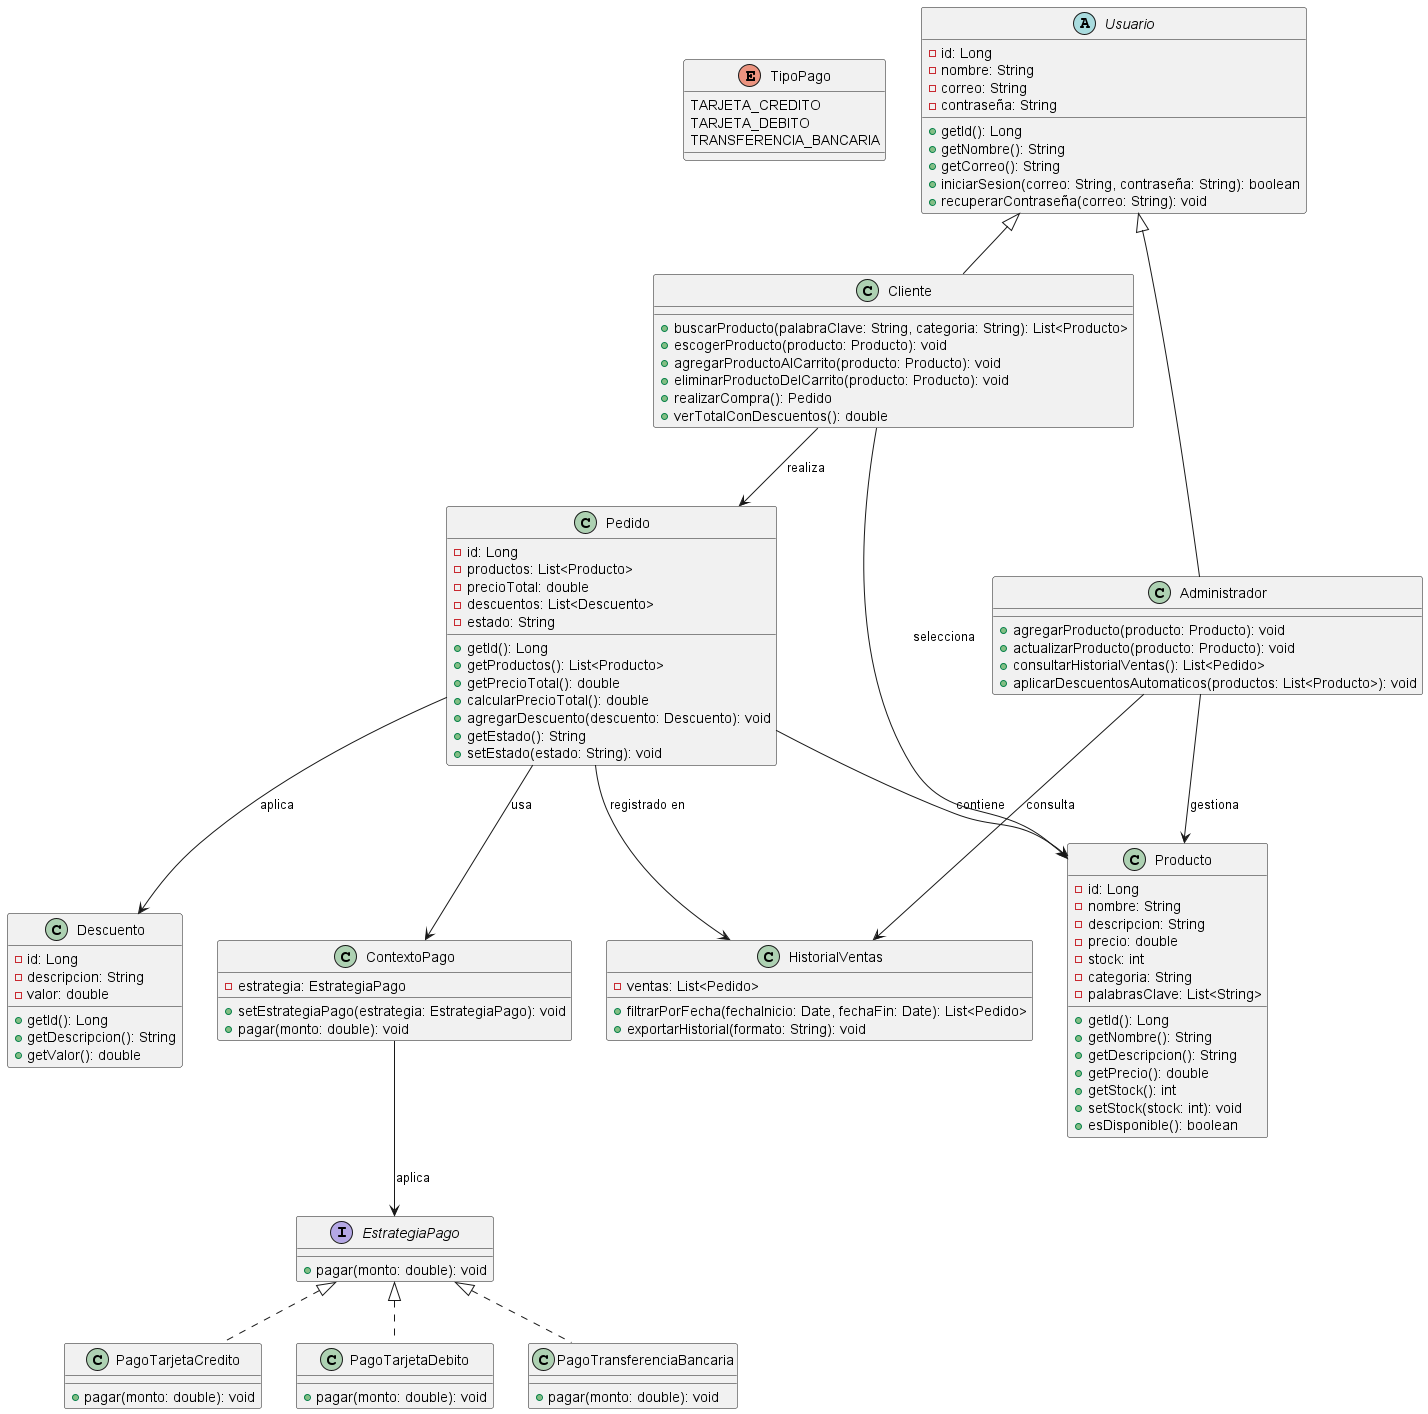 A Usuario
id: Long
nombre: String
correo: String
contraseña: String
getId(): Long
getNombre(): String
getCorreo(): String
iniciarSesion(correo: String, contraseña: String): boolean
recuperarContraseña(correo: String): void
E TipoPago
TARJETA_CREDITO
TARJETA_DEBITO
TRANSFERENCIA_BANCARIA
C Cliente
buscarProducto(palabraClave: String, categoria: String): List<Producto>
escogerProducto(producto: Producto): void
agregarProductoAlCarrito(producto: Producto): void
eliminarProductoDelCarrito(producto: Producto): void
realizarCompra(): Pedido
verTotalConDescuentos(): double
realiza
C Pedido
id: Long
productos: List<Producto>
precioTotal: double
descuentos: List<Descuento>
estado: String
getId(): Long
getProductos(): List<Producto>
getPrecioTotal(): double
calcularPrecioTotal(): double
agregarDescuento(descuento: Descuento): void
getEstado(): String
setEstado(estado: String): void
selecciona
C Administrador
agregarProducto(producto: Producto): void
actualizarProducto(producto: Producto): void
consultarHistorialVentas(): List<Pedido>
aplicarDescuentosAutomaticos(productos: List<Producto>): void
aplica
usa
registrado en
contiene
consulta
gestiona
C Descuento
id: Long
descripcion: String
valor: double
getId(): Long
getDescripcion(): String
getValor(): double
C ContextoPago
estrategia: EstrategiaPago
setEstrategiaPago(estrategia: EstrategiaPago): void
pagar(monto: double): void
C HistorialVentas
ventas: List<Pedido>
filtrarPorFecha(fechaInicio: Date, fechaFin: Date): List<Pedido>
exportarHistorial(formato: String): void
C Producto
id: Long
nombre: String
descripcion: String
precio: double
stock: int
categoria: String
palabrasClave: List<String>
getId(): Long
getNombre(): String
getDescripcion(): String
getPrecio(): double
getStock(): int
setStock(stock: int): void
esDisponible(): boolean
aplica
I EstrategiaPago
pagar(monto: double): void
C PagoTarjetaCredito
pagar(monto: double): void
C PagoTarjetaDebito
pagar(monto: double): void
C PagoTransferenciaBancaria
pagar(monto: double): void